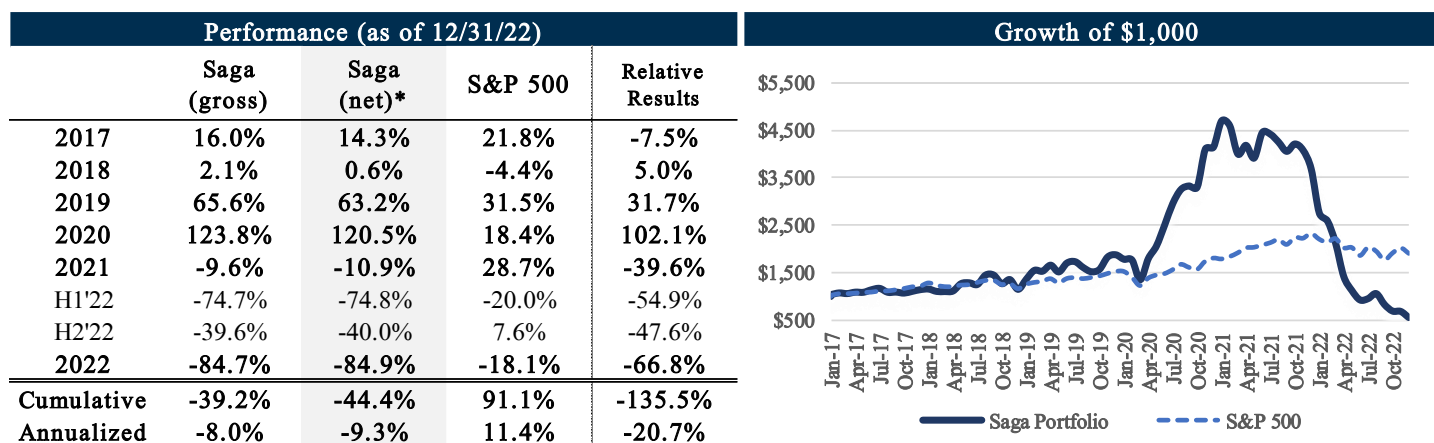 Performance (as of 12/31/22)
Saga (gross) Saga (net)* S&P 500 Relative Results
2017 16.0% 14.3% 21.8% -7.5%
2018 2.1% 0.6% -4.4% 5.0%
2019 65.6% 63.2% 31.5% 31.7%
2020 123.8% 120.5% 18.4% 102.1%
2021 -9.6% -10.9% 28.7% -39.6%
H1'22 -74.7% -74.8% -20.0% -54.9%
H2'22 -39.6% -40.0% 7.6% -47.6%
2022 -84.7% -84.9% -18.1% -66.8%
Cumulative -39.2% -44.4% 91.1% -135.5%
Annualized -8.0% -9.3% 11.4% -20.7%
Growth of $1,000
$5,500
$4,500
$3,500
$2,500
$1,500
$500
Jan-17 Apr-17 Jul-17 Oct-17 Jan-18 Apr-18 Jul-18 Oct-18 Jan-19 Apr-19 Jul-19 Oct-19 Jan-20 Apr-20 Jul-20 Oct-20 Jan-21 Apr-21 Jul-21 Oct-21 Jan-22 Apr-22 Jul-22 Oct-22
Saga Portfolio S&P 500